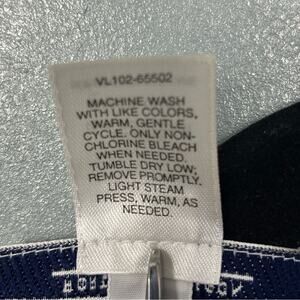 VL102-65502
MACHINE WASH
WITH LIKE COLORS,
WARM, GENTLE
CYCLE. ONLY NON-
CHLORINE BLEACH
WHEN NEEDED.
TUMBLE DRY LOW;
REMOVE PROMPTLY.
LIGHT STEAM
PRESS, WARM, AS
NEEDED.